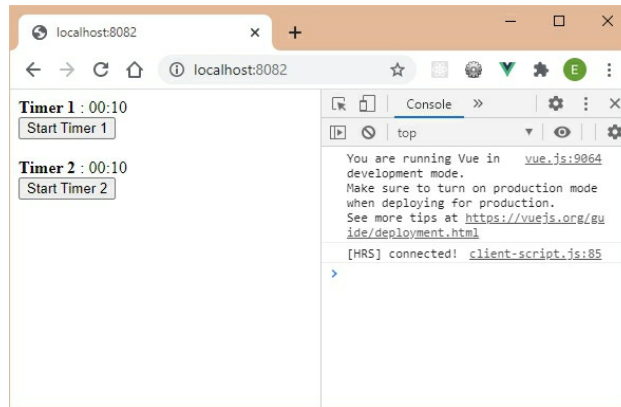 localhost:8082
localhost:8082
Timer 1 : 00:10
Start Timer 1
Timer 2 : 00:10
Start Timer 2
Console
top
You are running Vue in vue.js:9064
development mode.
Make sure to turn on production mode
when deploying for production.
See more tips at https://vuejs.org/gu
ide/deployment.html
[HRS] connected! client-script.js:85
E